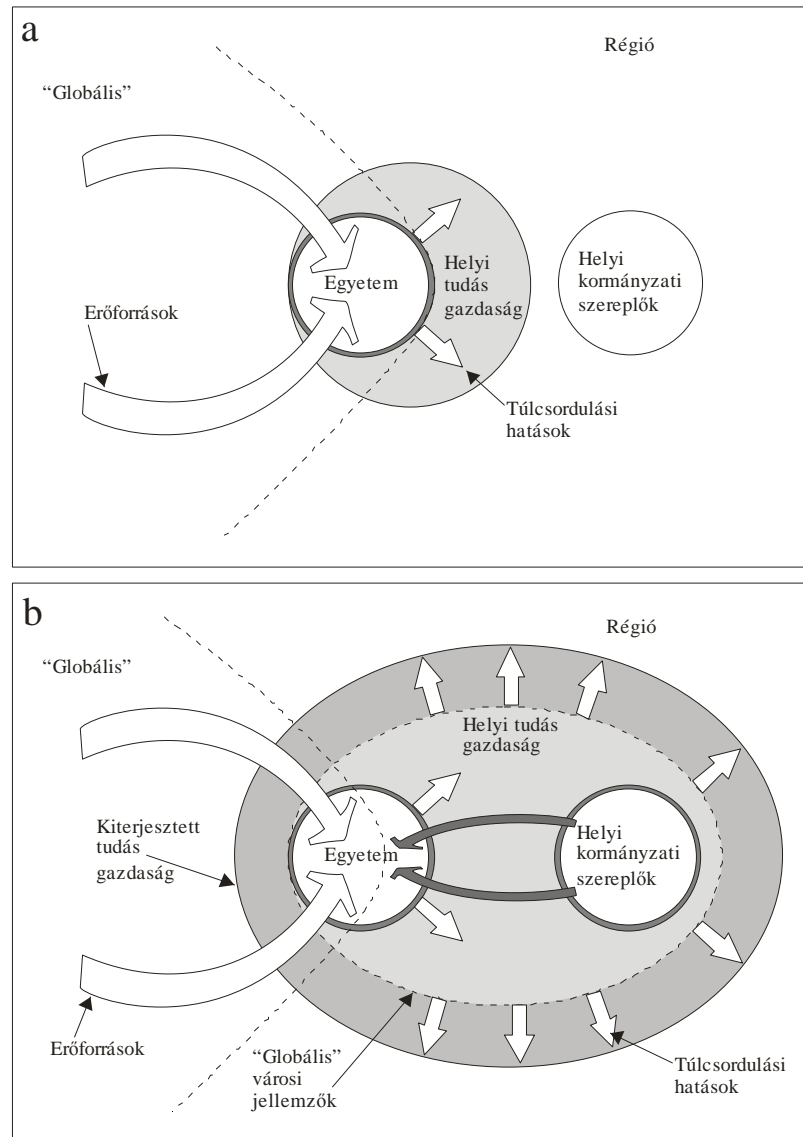 a
Régió
“Globális”
Helyi
tudás
gazdaság
Helyi
kormányzati
szereplők
Egyetem
Erőforrások
Túlcsordulási
hatások
b
Régió
“Globális”
Helyi tudás
gazdaság
Kiterjesztett
tudás
gazdaság
Egyetem
Helyi
kormányzati
szereplők
Erőforrások
“Globális”
városi
jellemzők
Túlcsordulási
hatások